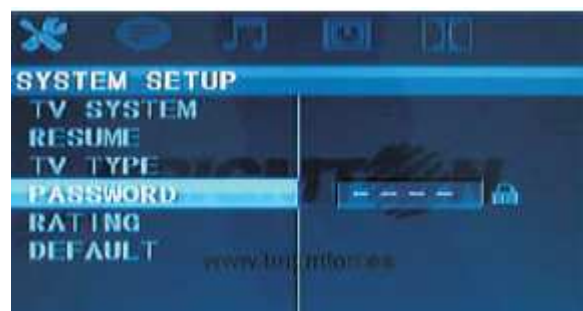 SYSTEM SETUP
TV SYSTEM
RESUME
TV TYPE
PASSWORD
- - - -
RATING
DEFAULT